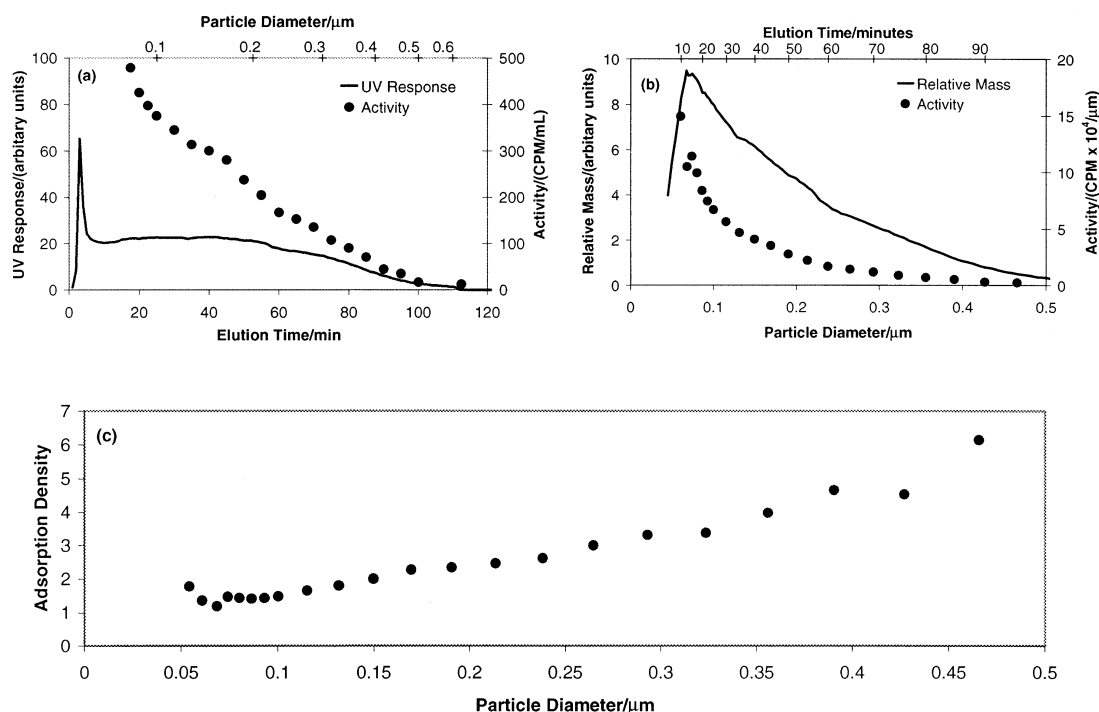 Particle Diameter/μm
0.1 0.2 0.3 0.4 0.5 0.6
(a)
UV Response
Activity
100 80 60 40 20 0
UV Response/(arbitary units)
500 400 300 200 100 0
Activity/(CPM/mL)
0 20 40 60 80 100 120
Elution Time/min
Elution Time/minutes
10 20 30 40 50 60 70 80 90
(b)
Relative Mass
Activity
10 8 6 4 2 0
Relative Mass/(arbitary units)
20 15 10 5 0
Activity/(CPM x 10⁴/μm)
0 0.1 0.2 0.3 0.4 0.5
Particle Diameter/μm
(c)
7 6 5 4 3 2 1 0
Adsorption Density
0 0.05 0.1 0.15 0.2 0.25 0.3 0.35 0.4 0.45 0.5
Particle Diameter/μm